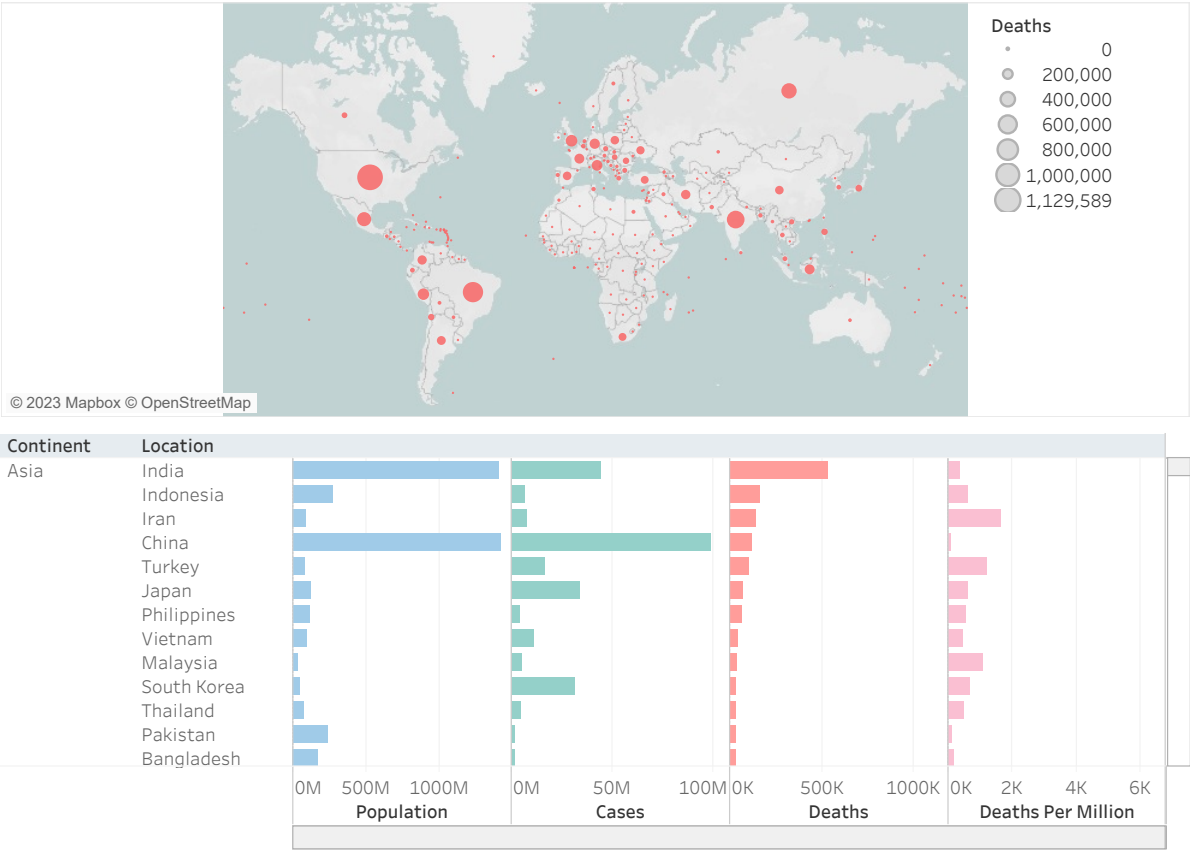 Deaths
0
200,000
400,000
600,000
800,000
1,000,000
1,129,589
© 2023 Mapbox © OpenStreetMap
Continent Location
Asia India
Indonesia
Iran
China
Turkey
Japan
Philippines
Vietnam
Malaysia
South Korea
Thailand
Pakistan
Bangladesh
0M 500M 1000M 0M 50M 100M 0K 500K 1000K 0K 2K 4K 6K
Population Cases Deaths Deaths Per Million